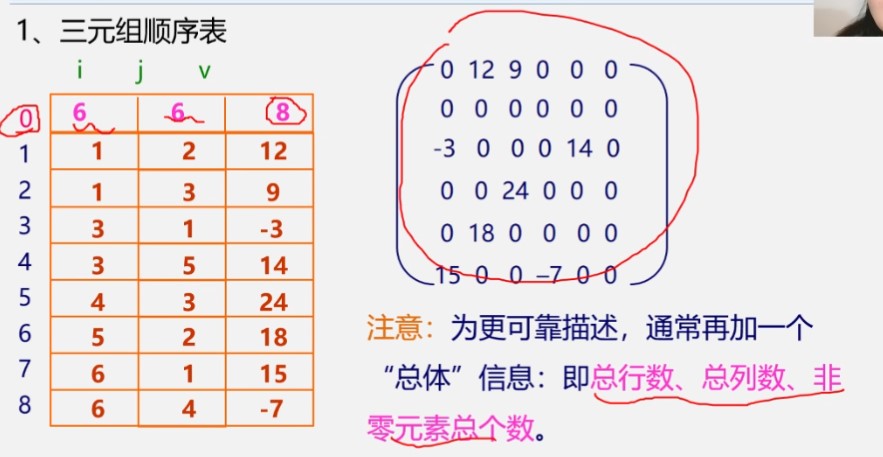 1、三元组顺序表
i j v
0 6 6 8
1 1 2 12
2 1 3 9
3 3 1 -3
4 3 5 14
5 4 3 24
6 5 2 18
7 6 1 15
8 6 4 -7
0 12 9 0 0 0
0 0 0 0 0 0
-3 0 0 0 14 0
0 0 24 0 0 0
0 18 0 0 0 0
15 0 0 –7 0 0
注意：为更可靠描述，通常再加一个
“总体”信息：即总行数、总列数、非
零元素总个数。